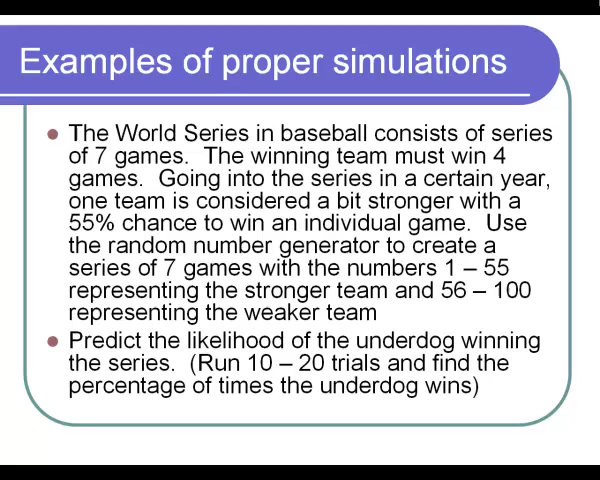 Examples of proper simulations
The World Series in baseball consists of series
of 7 games.  The winning team must win 4
games.  Going into the series in a certain year,
one team is considered a bit stronger with a
55% chance to win an individual game.  Use
the random number generator to create a
series of 7 games with the numbers 1 – 55
representing the stronger team and 56 – 100
representing the weaker team
Predict the likelihood of the underdog winning
the series.  (Run 10 – 20 trials and find the
percentage of times the underdog wins)